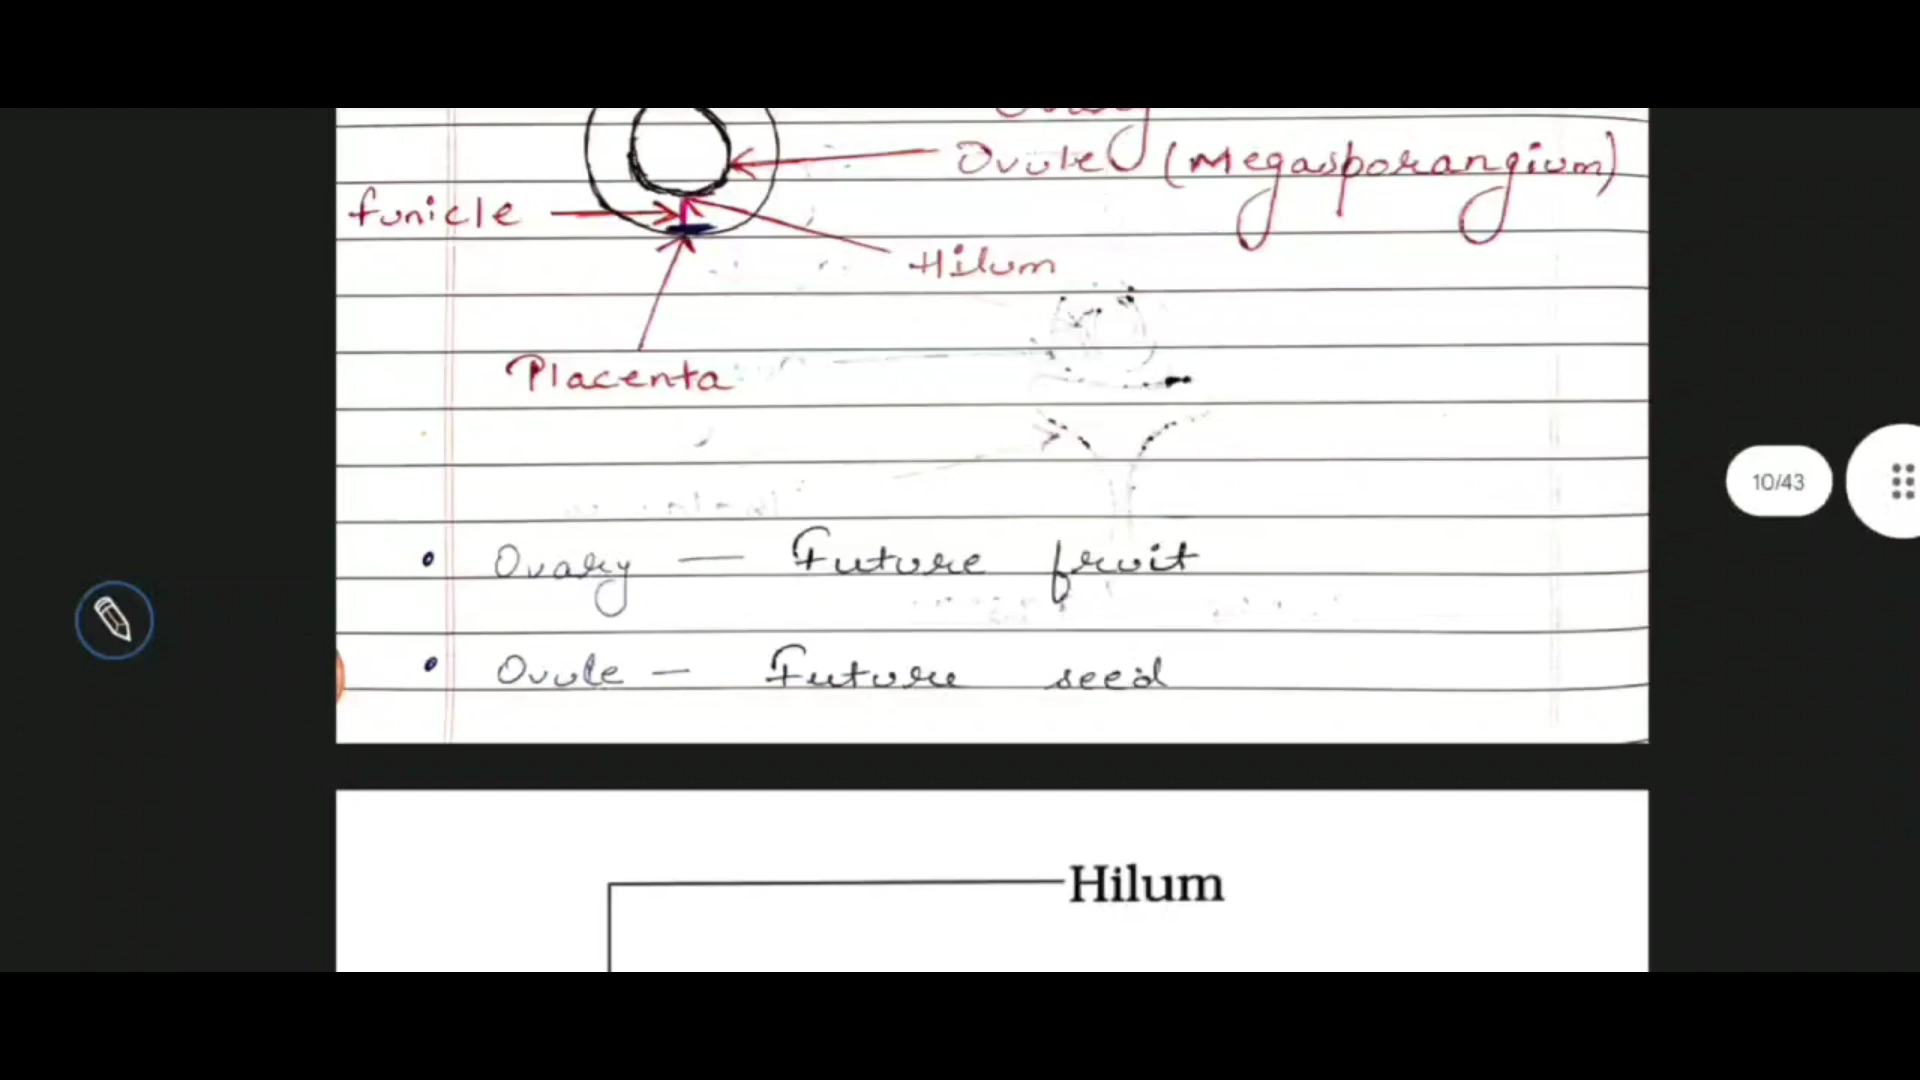 Ovule (Megasporangium)
funicle
Hilum
Placenta
10/43
• Ovary — Future fruit
• Ovule — Future seed
Hilum